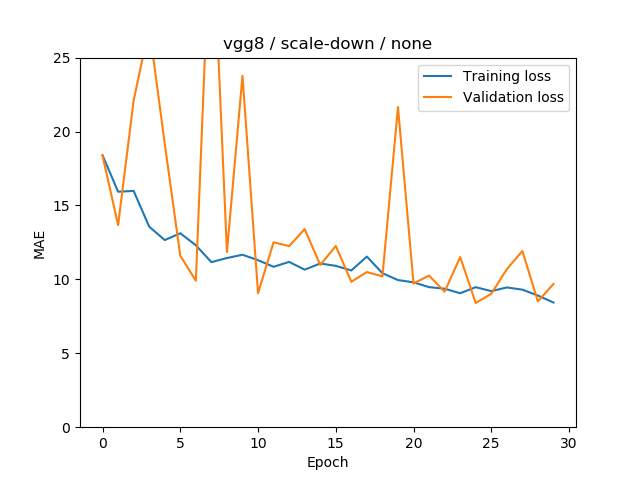 vgg8 / scale-down / none
Training loss
Validation loss
MAE
25
20
15
10
5
0
0 5 10 15 20 25 30
Epoch